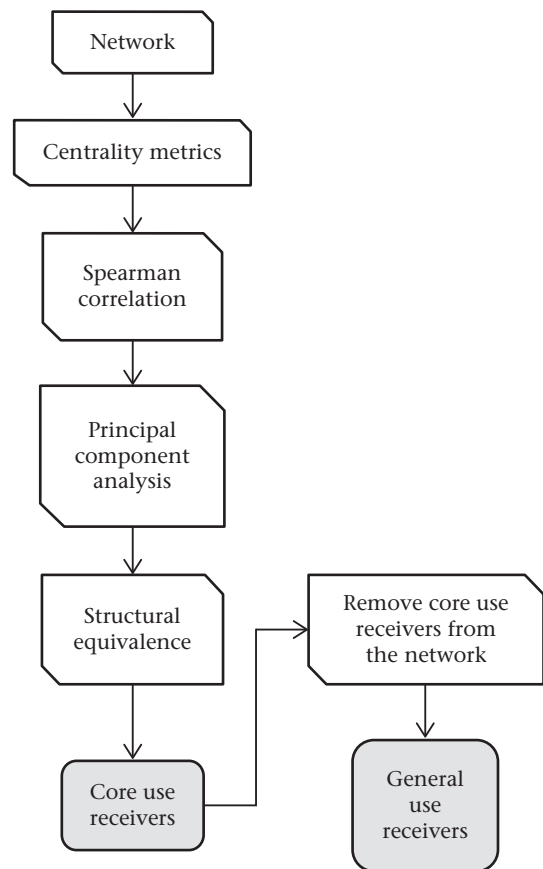 Network
Centrality metrics
Spearman
correlation
Principal
component
analysis
Structural
equivalence
Core use
receivers
Remove core use
receivers from
the network
General
use
receivers